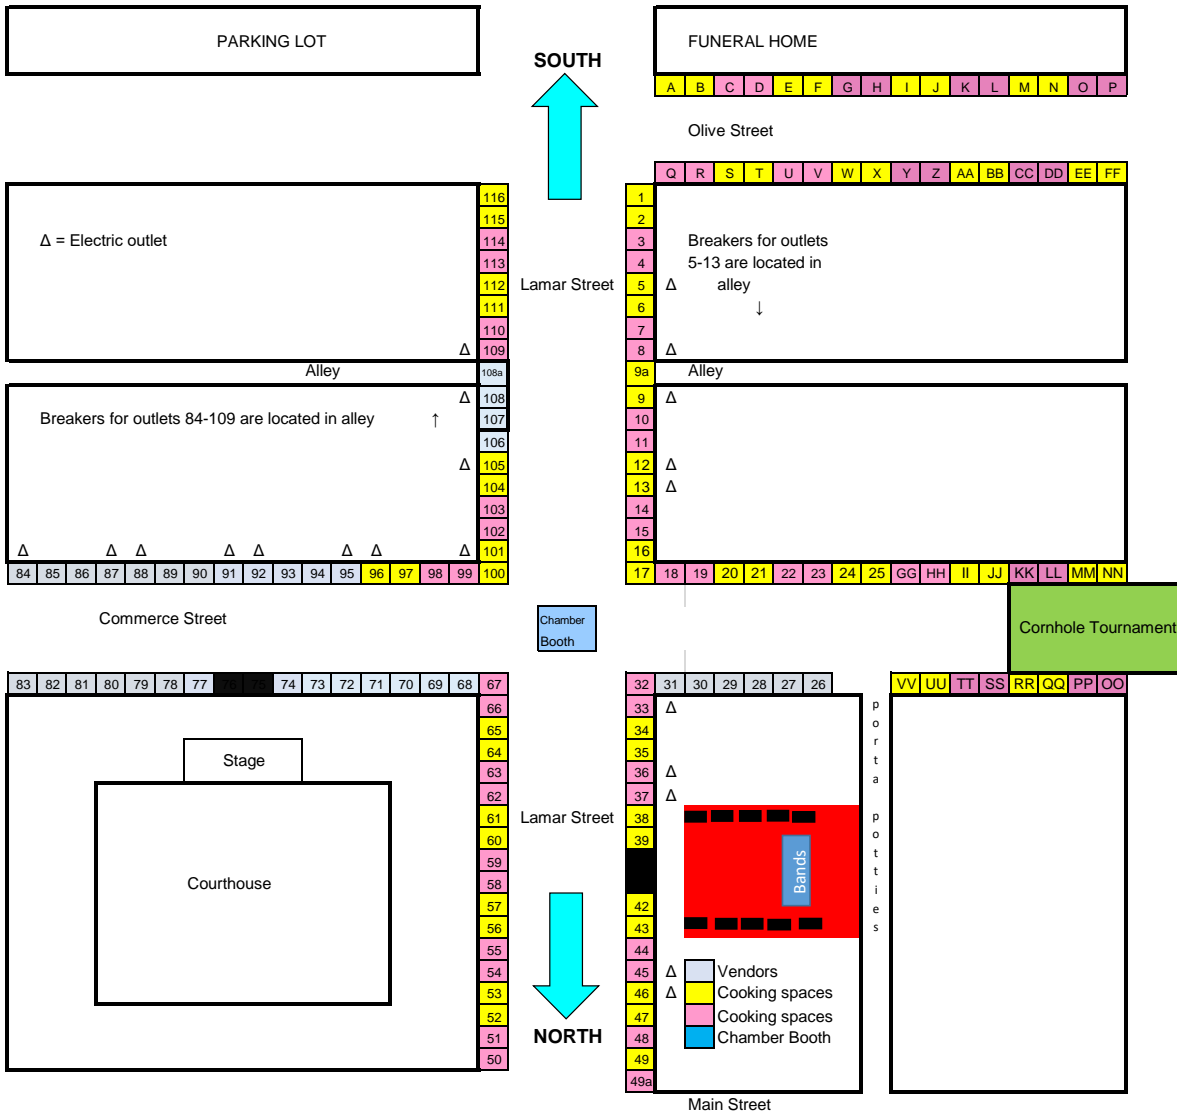 PARKING LOT
FUNERAL HOME
SOUTH
A B C D E F G H I J K L M N O P
Olive Street
Q R S T U V W X Y Z AA BB CC DD EE FF
116 1
115 2
Δ = Electric outlet 114 3 Breakers for outlets
113 4 5-13 are located in
112 Lamar Street 5 Δ alley
111 6 ↓
110 7
Δ 109 8 Δ
Alley 108a 9a Alley
Δ 108 9 Δ
Breakers for outlets 84-109 are located in alley ↑ 107 10
106 11
Δ 105 12 Δ
104 13 Δ
103 14
102 15
Δ Δ Δ Δ Δ Δ Δ Δ 101 16
84 85 86 87 88 89 90 91 92 93 94 95 96 97 98 99 100 17 18 19 20 21 22 23 24 25 GG HH II JJ KK LL MM NN
Commerce Street
Chamber
Booth
Cornhole Tournament
83 82 81 80 79 78 77 76 75 74 73 72 71 70 69 68 67 32 31 30 29 28 27 26 VV UU TT SS RR QQ PP OO
66 33 Δ
65 34
64 35
Stage
63 36 Δ
62 37 Δ
61 Lamar Street 38
60 39
59
Courthouse 58
57 42
56 43
55 44
54 45 Δ
53 46 Δ
52 47
51 NORTH 48
50 49
49a
Bands
porta potties
Vendors
Cooking spaces
Cooking spaces
Chamber Booth
Main Street